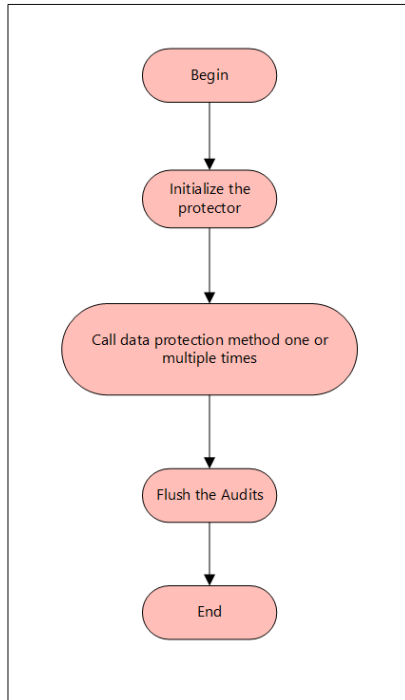 Begin
Initialize the
protector
Call data protection method one or
multiple times
Flush the Audits
End